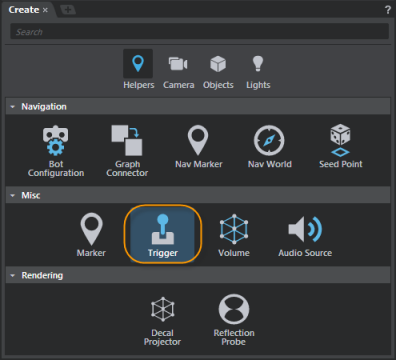 Create × +
?
Search
Helpers Camera Objects Lights
Navigation
Bot Configuration
Graph Connector
Nav Marker
Nav World
Seed Point
Misc
Marker
Trigger
Volume
Audio Source
Rendering
Decal Projector
Reflection Probe